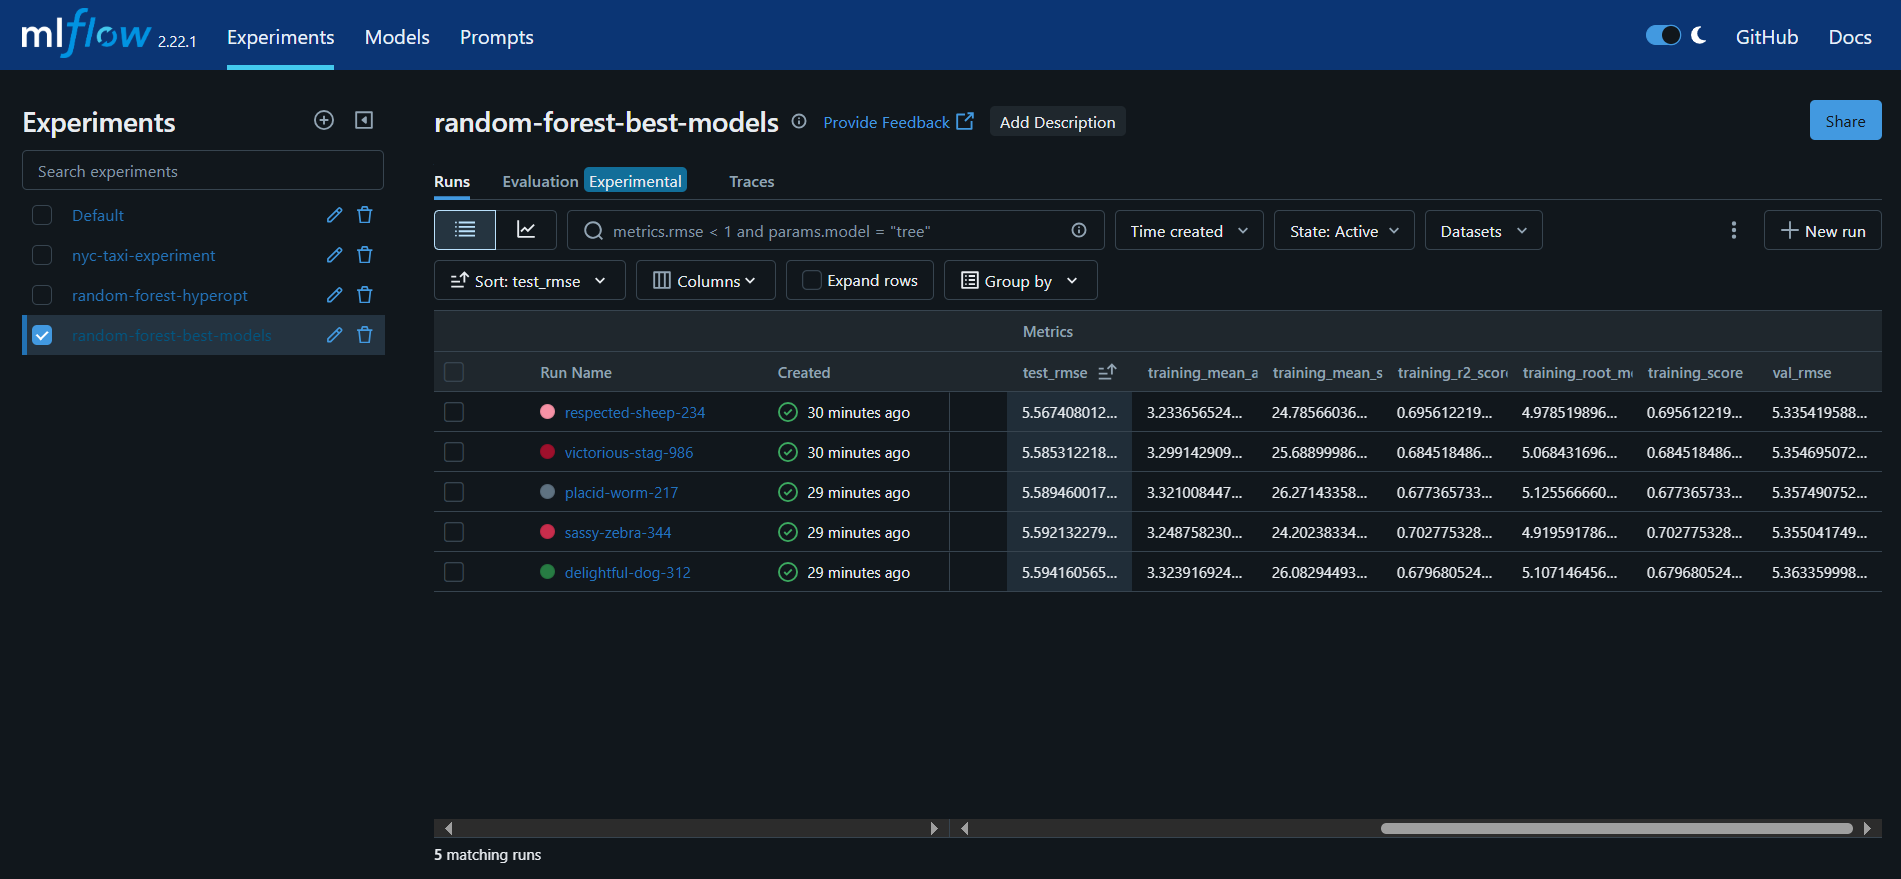 mlflow 2.22.1 Experiments Models Prompts GitHub Docs
Experiments
Search experiments
Default
nyc-taxi-experiment
random-forest-hyperopt
random-forest-best-models
random-forest-best-models Provide Feedback Add Description Share
Runs Evaluation Experimental Traces
metrics.rmse < 1 and params.model = "tree" Time created State: Active Datasets New run
Sort: test_rmse Columns Expand rows Group by
Metrics
Run Name Created test_rmse training_mean_a training_mean_s training_r2_score training_root_me training_score val_rmse
respected-sheep-234 30 minutes ago 5.567408012... 3.233656524... 24.78566036... 0.695612219... 4.978519896... 0.695612219... 5.335419588...
victorious-stag-986 30 minutes ago 5.585312218... 3.299142909... 25.68899986... 0.684518486... 5.068431696... 0.684518486... 5.354695072...
placid-worm-217 29 minutes ago 5.589460017... 3.321008447... 26.27143358... 0.677365733... 5.125566660... 0.677365733... 5.357490752...
sassy-zebra-344 29 minutes ago 5.592132279... 3.248758230... 24.20238334... 0.702775328... 4.919591786... 0.702775328... 5.355041749...
delightful-dog-312 29 minutes ago 5.594160565... 3.323916924... 26.08294493... 0.679680524... 5.107146456... 0.679680524... 5.363359998...
5 matching runs